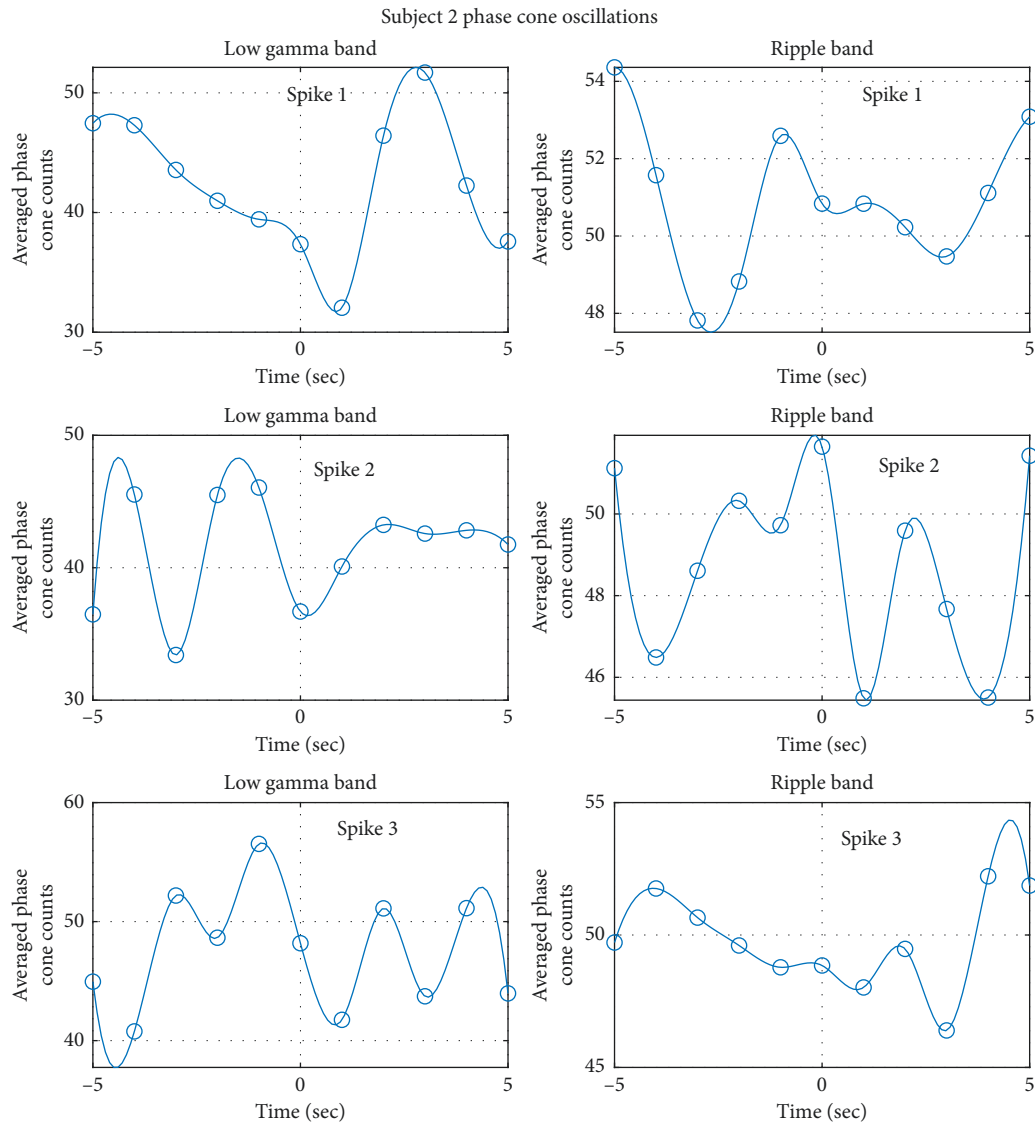 Subject 2 phase cone oscillations
Low gamma band
Averaged phase
cone counts
50
40
30
Spike 1
–5
0
5
Time (sec)
Ripple band
Averaged phase
cone counts
54
52
50
48
Spike 1
–5
0
5
Time (sec)
Low gamma band
Averaged phase
cone counts
50
40
30
Spike 2
–5
0
5
Time (sec)
Ripple band
Averaged phase
cone counts
50
48
46
Spike 2
–5
0
5
Time (sec)
Low gamma band
Averaged phase
cone counts
60
50
40
Spike 3
–5
0
5
Time (sec)
Ripple band
Averaged phase
cone counts
55
50
45
Spike 3
–5
0
5
Time (sec)